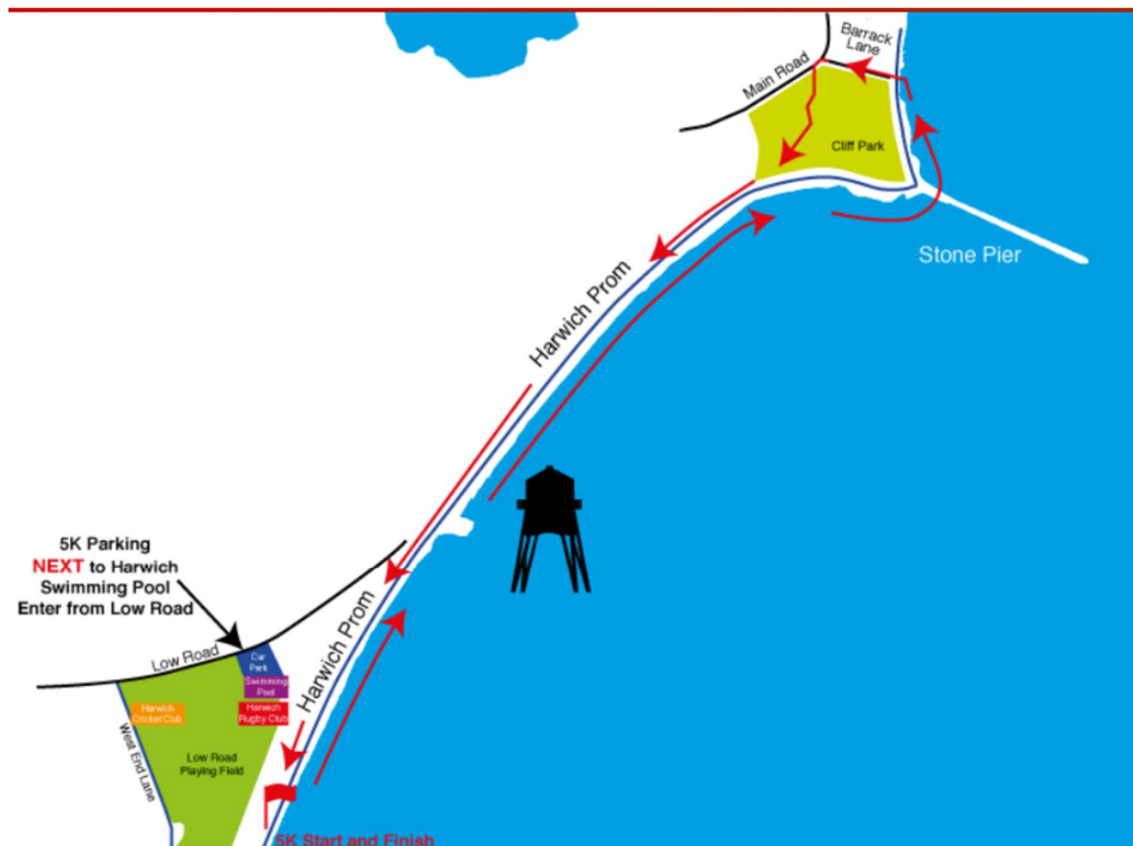 Barrack
Lane
Main Road
Cliff Park
Stone Pier
Harwich Prom
5K Parking
NEXT to Harwich
Swimming Pool
Enter from Low Road
Low Road
Car
Park
Swimming
Pool
Harwich
Cricket Club
Harwich
Rugby Club
Harwich Prom
West End Lane
Low Road
Playing Field
5K Start and Finish